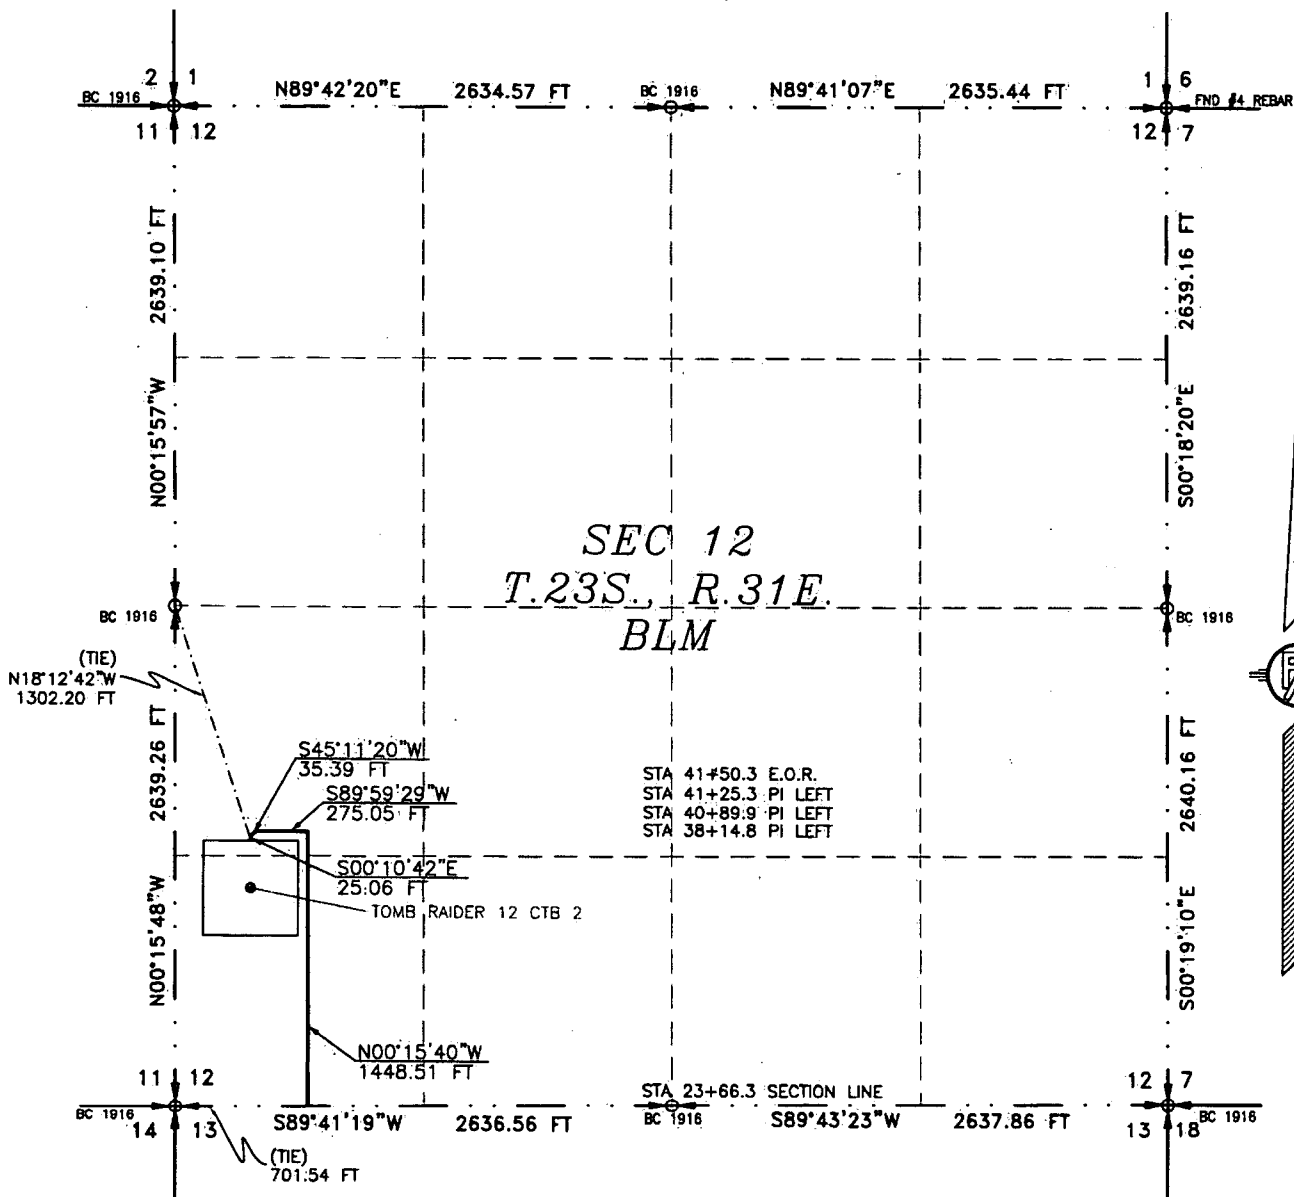 2 1
BC 1916
11 12
N89°42'20"E 2634.57 FT
BC 1916
N89°41'07"E 2635.44 FT
1 6
FND #4 REBAR
12 7
2639.10 FT
N00°15'57"W
2639.16 FT
S00°18'20"E
SEC 12
T.23S., R.31E.
BLM
BC 1916
BC 1916
(TIE)
N18°12'42"W
1302.20 FT
2639.26 FT
N00°15'48"W
S45°11'20"W
35.39 FT
S89°59'29"W
275.05 FT
S00°10'42"E
25.06 FT
TOMB RAIDER 12 CTB 2
STA 41+50.3 E.O.R.
STA 41+25.3 PI LEFT
STA 40+89.9 PI LEFT
STA 38+14.8 PI LEFT
2640.16 FT
S00°19'10"E
N00°15'40"W
1448.51 FT
11 12
BC 1916
14 13
(TIE)
701.54 FT
S89°41'19"W 2636.56 FT
STA 23+66.3 SECTION LINE
BC 1916
S89°43'23"W 2637.86 FT
12 7
BC 1916
13 18